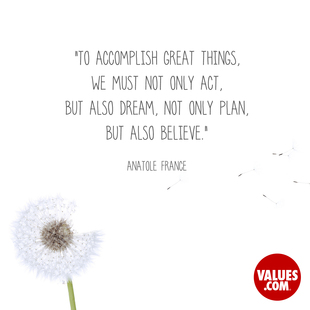 "TO ACCOMPLISH GREAT THINGS,
WE MUST NOT ONLY ACT,
BUT ALSO DREAM, NOT ONLY PLAN,
BUT ALSO BELIEVE."
ANATOLE FRANCE
VALUES
.COM